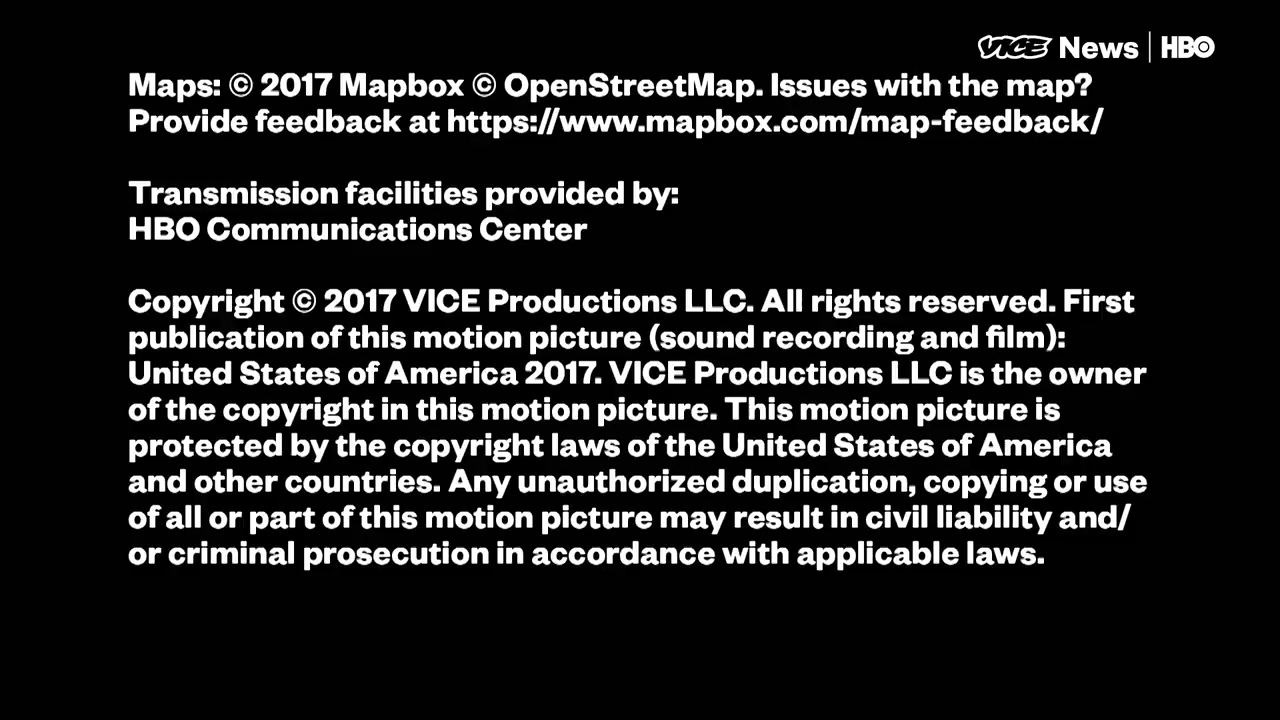 VICE News | HBO
Maps: © 2017 Mapbox © OpenStreetMap. Issues with the map?
Provide feedback at https://www.mapbox.com/map-feedback/
Transmission facilities provided by:
HBO Communications Center
Copyright © 2017 VICE Productions LLC. All rights reserved. First
publication of this motion picture (sound recording and film):
United States of America 2017. VICE Productions LLC is the owner
of the copyright in this motion picture. This motion picture is
protected by the copyright laws of the United States of America
and other countries. Any unauthorized duplication, copying or use
of all or part of this motion picture may result in civil liability and/
or criminal prosecution in accordance with applicable laws.